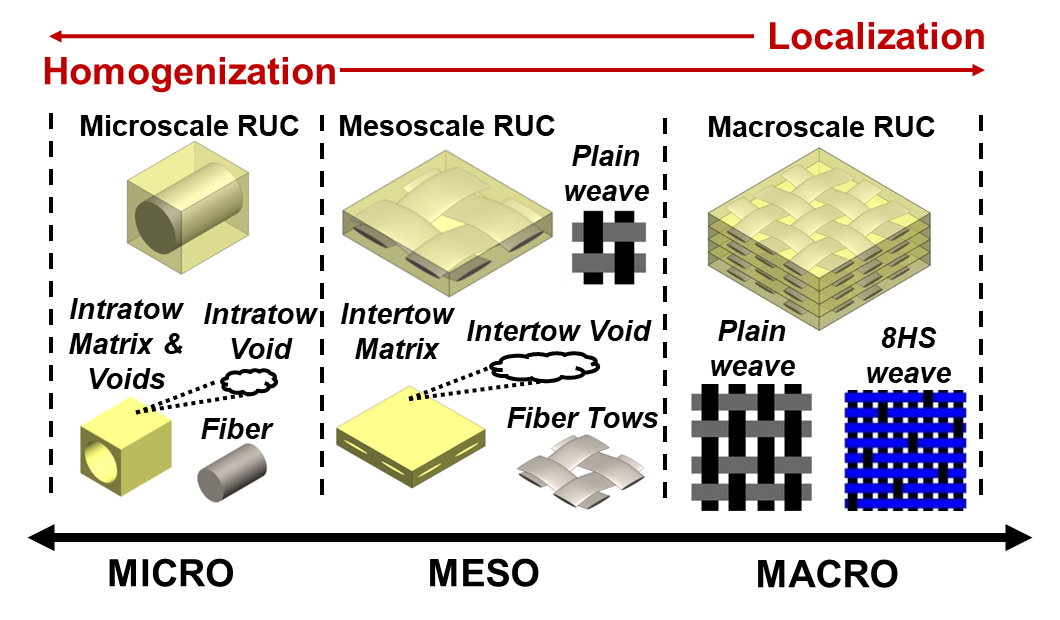 Localization
Homogenization
Microscale RUC
Mesoscale RUC
Macroscale RUC
Plain
weave
Intratow
Matrix &
Voids
Intratow
Void
Fiber
Intertow
Matrix
Intertow Void
Fiber Tows
Plain
weave
8HS
weave
MICRO
MESO
MACRO